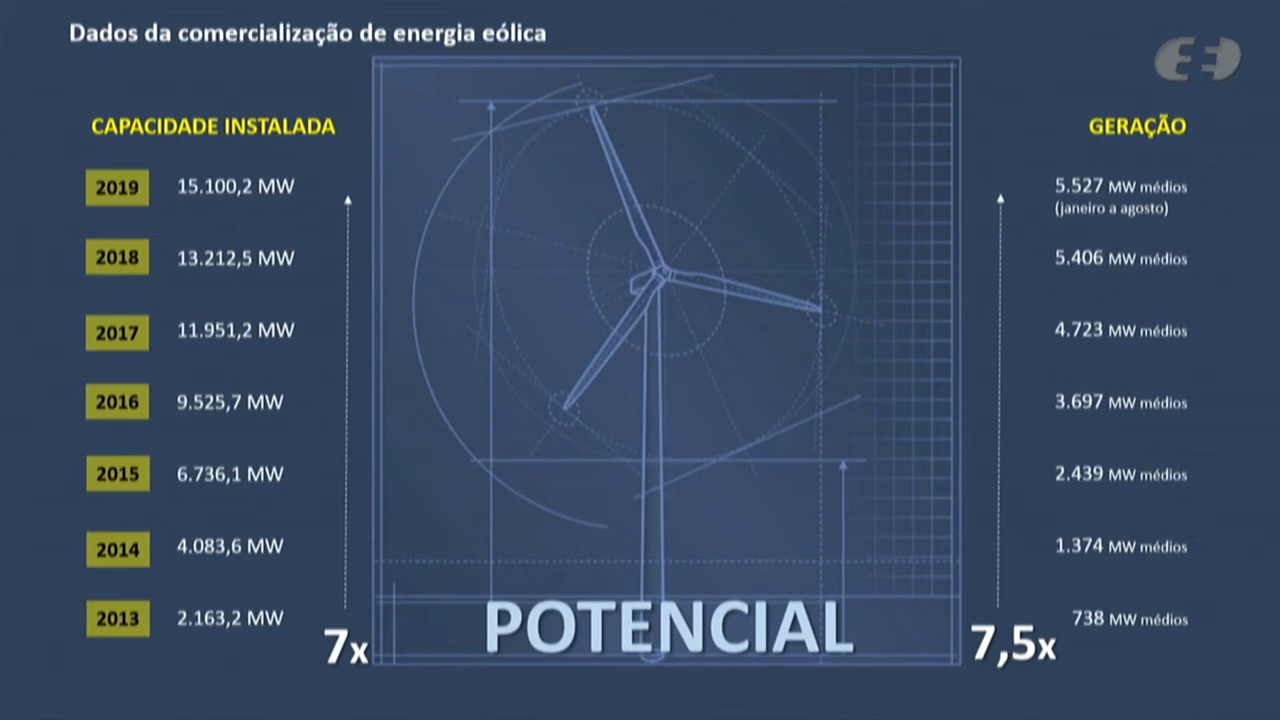 Dados da comercialização de energia eólica
CAPACIDADE INSTALADA
GERAÇÃO
2019 15.100,2 MW
5.527 MW médios
(janeiro a agosto)
2018 13.212,5 MW
5.406 MW médios
2017 11.951,2 MW
4.723 MW médios
2016 9.525,7 MW
3.697 MW médios
2015 6.736,1 MW
2.439 MW médios
2014 4.083,6 MW
1.374 MW médios
2013 2.163,2 MW
738 MW médios
7x
POTENCIAL
7,5x